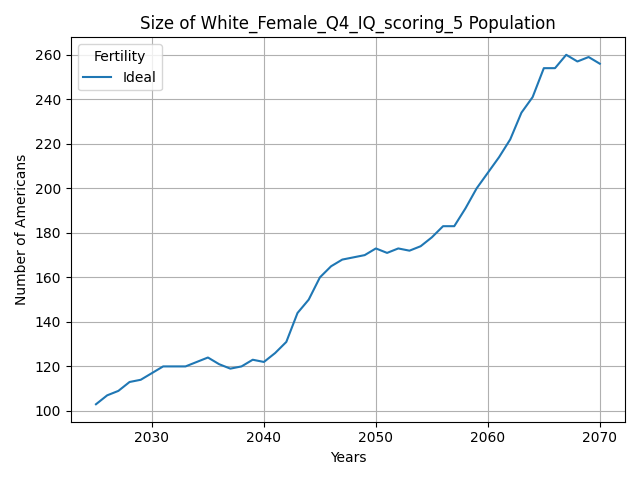 Size of White_Female_Q4_IQ_scoring_5 Population
Fertility
Ideal
Number of Americans
260
240
220
200
180
160
140
120
100
2030 2040 2050 2060 2070
Years